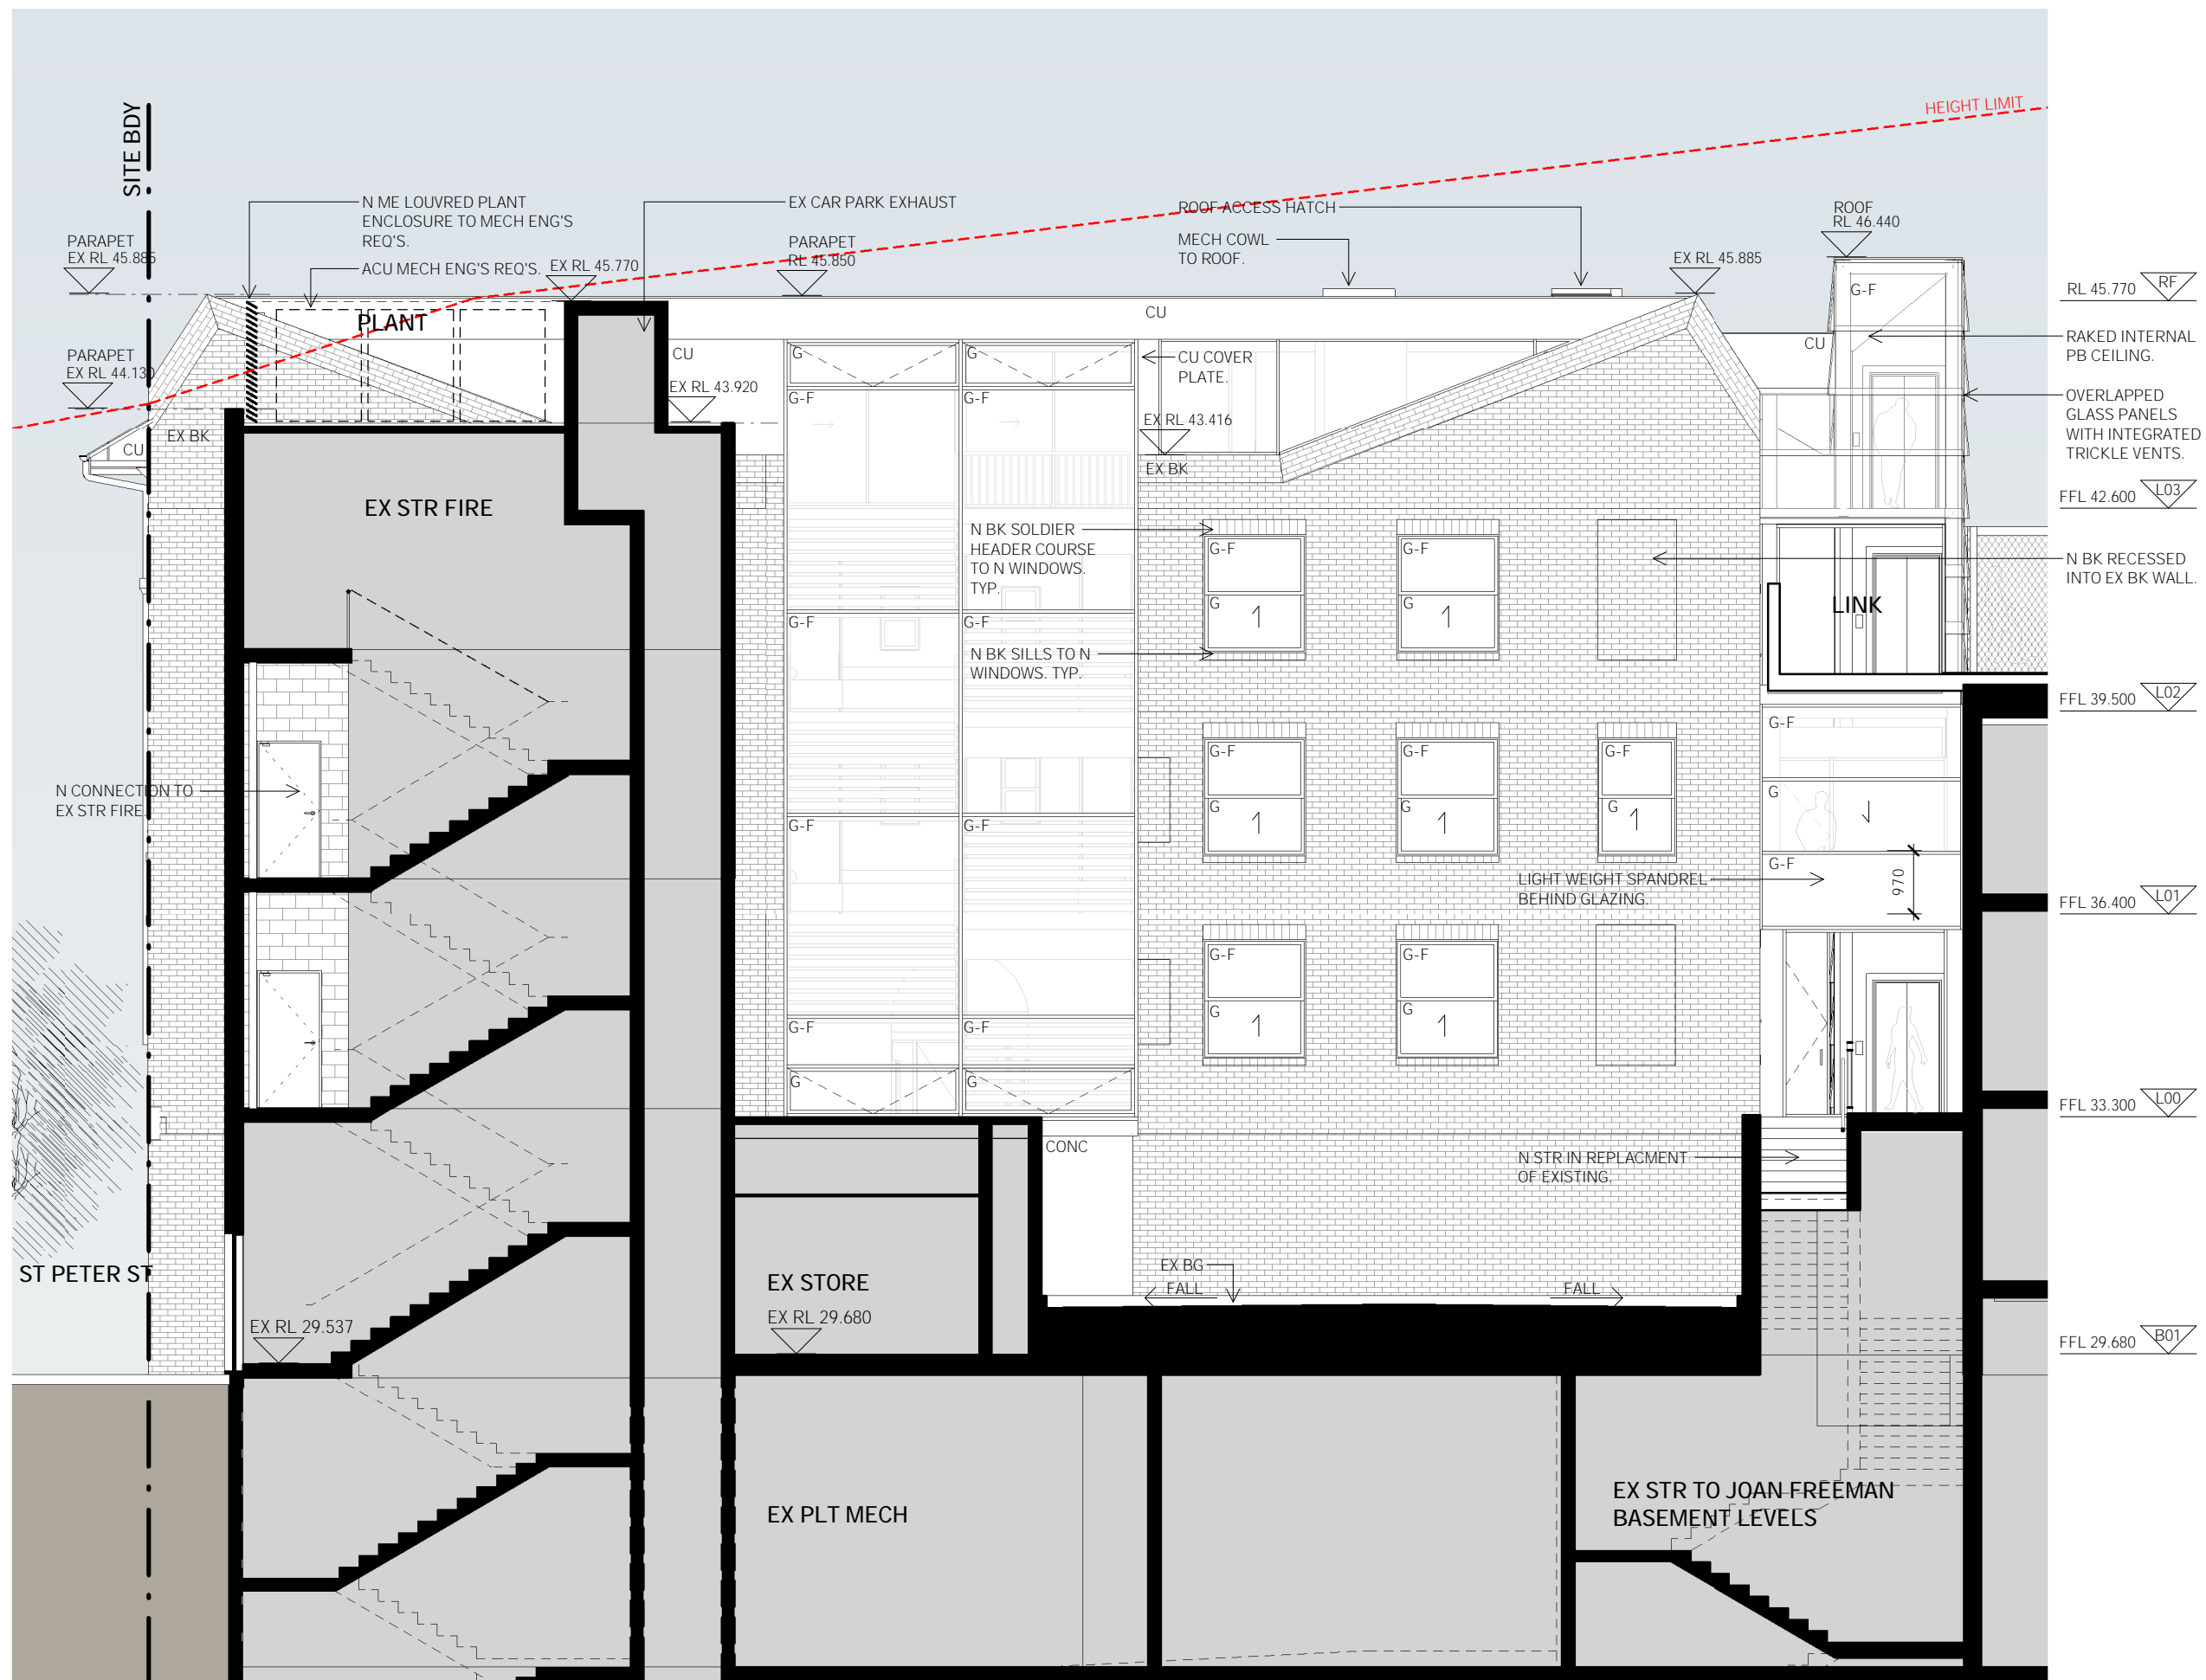 HEIGHT LIMIT
SITE BDY
N ME LOUVRED PLANT
ENCLOSURE TO MECH ENG'S
REQ'S.
EX CAR PARK EXHAUST
ROOF ACCESS HATCH
ROOF
RL 46.440
PARAPET
EX RL 45.885
PARAPET
RL 45.850
MECH COWL
TO ROOF.
ACU MECH ENG'S REQ'S.
EX RL 45.770
EX RL 45.885
RL 45.770
RF
G-F
PLANT
CU
RAKED INTERNAL
PB CEILING.
PARAPET
EX RL 44.130
CU
G
G
CU COVER
PLATE.
CU
EX RL 43.920
G-F
G-F
OVERLAPPED
GLASS PANELS
WITH INTEGRATED
TRICKLE VENTS.
EX RL 43.416
EX BK
CU
EX BK
EX STR FIRE
FFL 42.600
L03
N BK SOLDIER
HEADER COURSE
TO N WINDOWS.
TYP.
G-F
G-F
N BK RECESSED
INTO EX BK WALL.
G
1
G
1
LINK
G-F
G-F
N BK SILLS TO N
WINDOWS. TYP.
FFL 39.500
L02
G-F
G-F
G-F
G-F
N CONNECTION TO
EX STR FIRE.
G
G
1
G
1
G
1
G-F
G-F
G-F
LIGHT WEIGHT SPANDREL
BEHIND GLAZING.
970
FFL 36.400
L01
G-F
G-F
G
1
G
1
G-F
G-F
G
G
FFL 33.300
L00
CONC
N STR IN REPLACMENT
OF EXISTING.
ST PETER ST
EX STORE
EX BG
FALL
FALL
EX RL 29.537
EX RL 29.680
FFL 29.680
B01
EX PLT MECH
EX STR TO JOAN FREEMAN
BASEMENT LEVELS